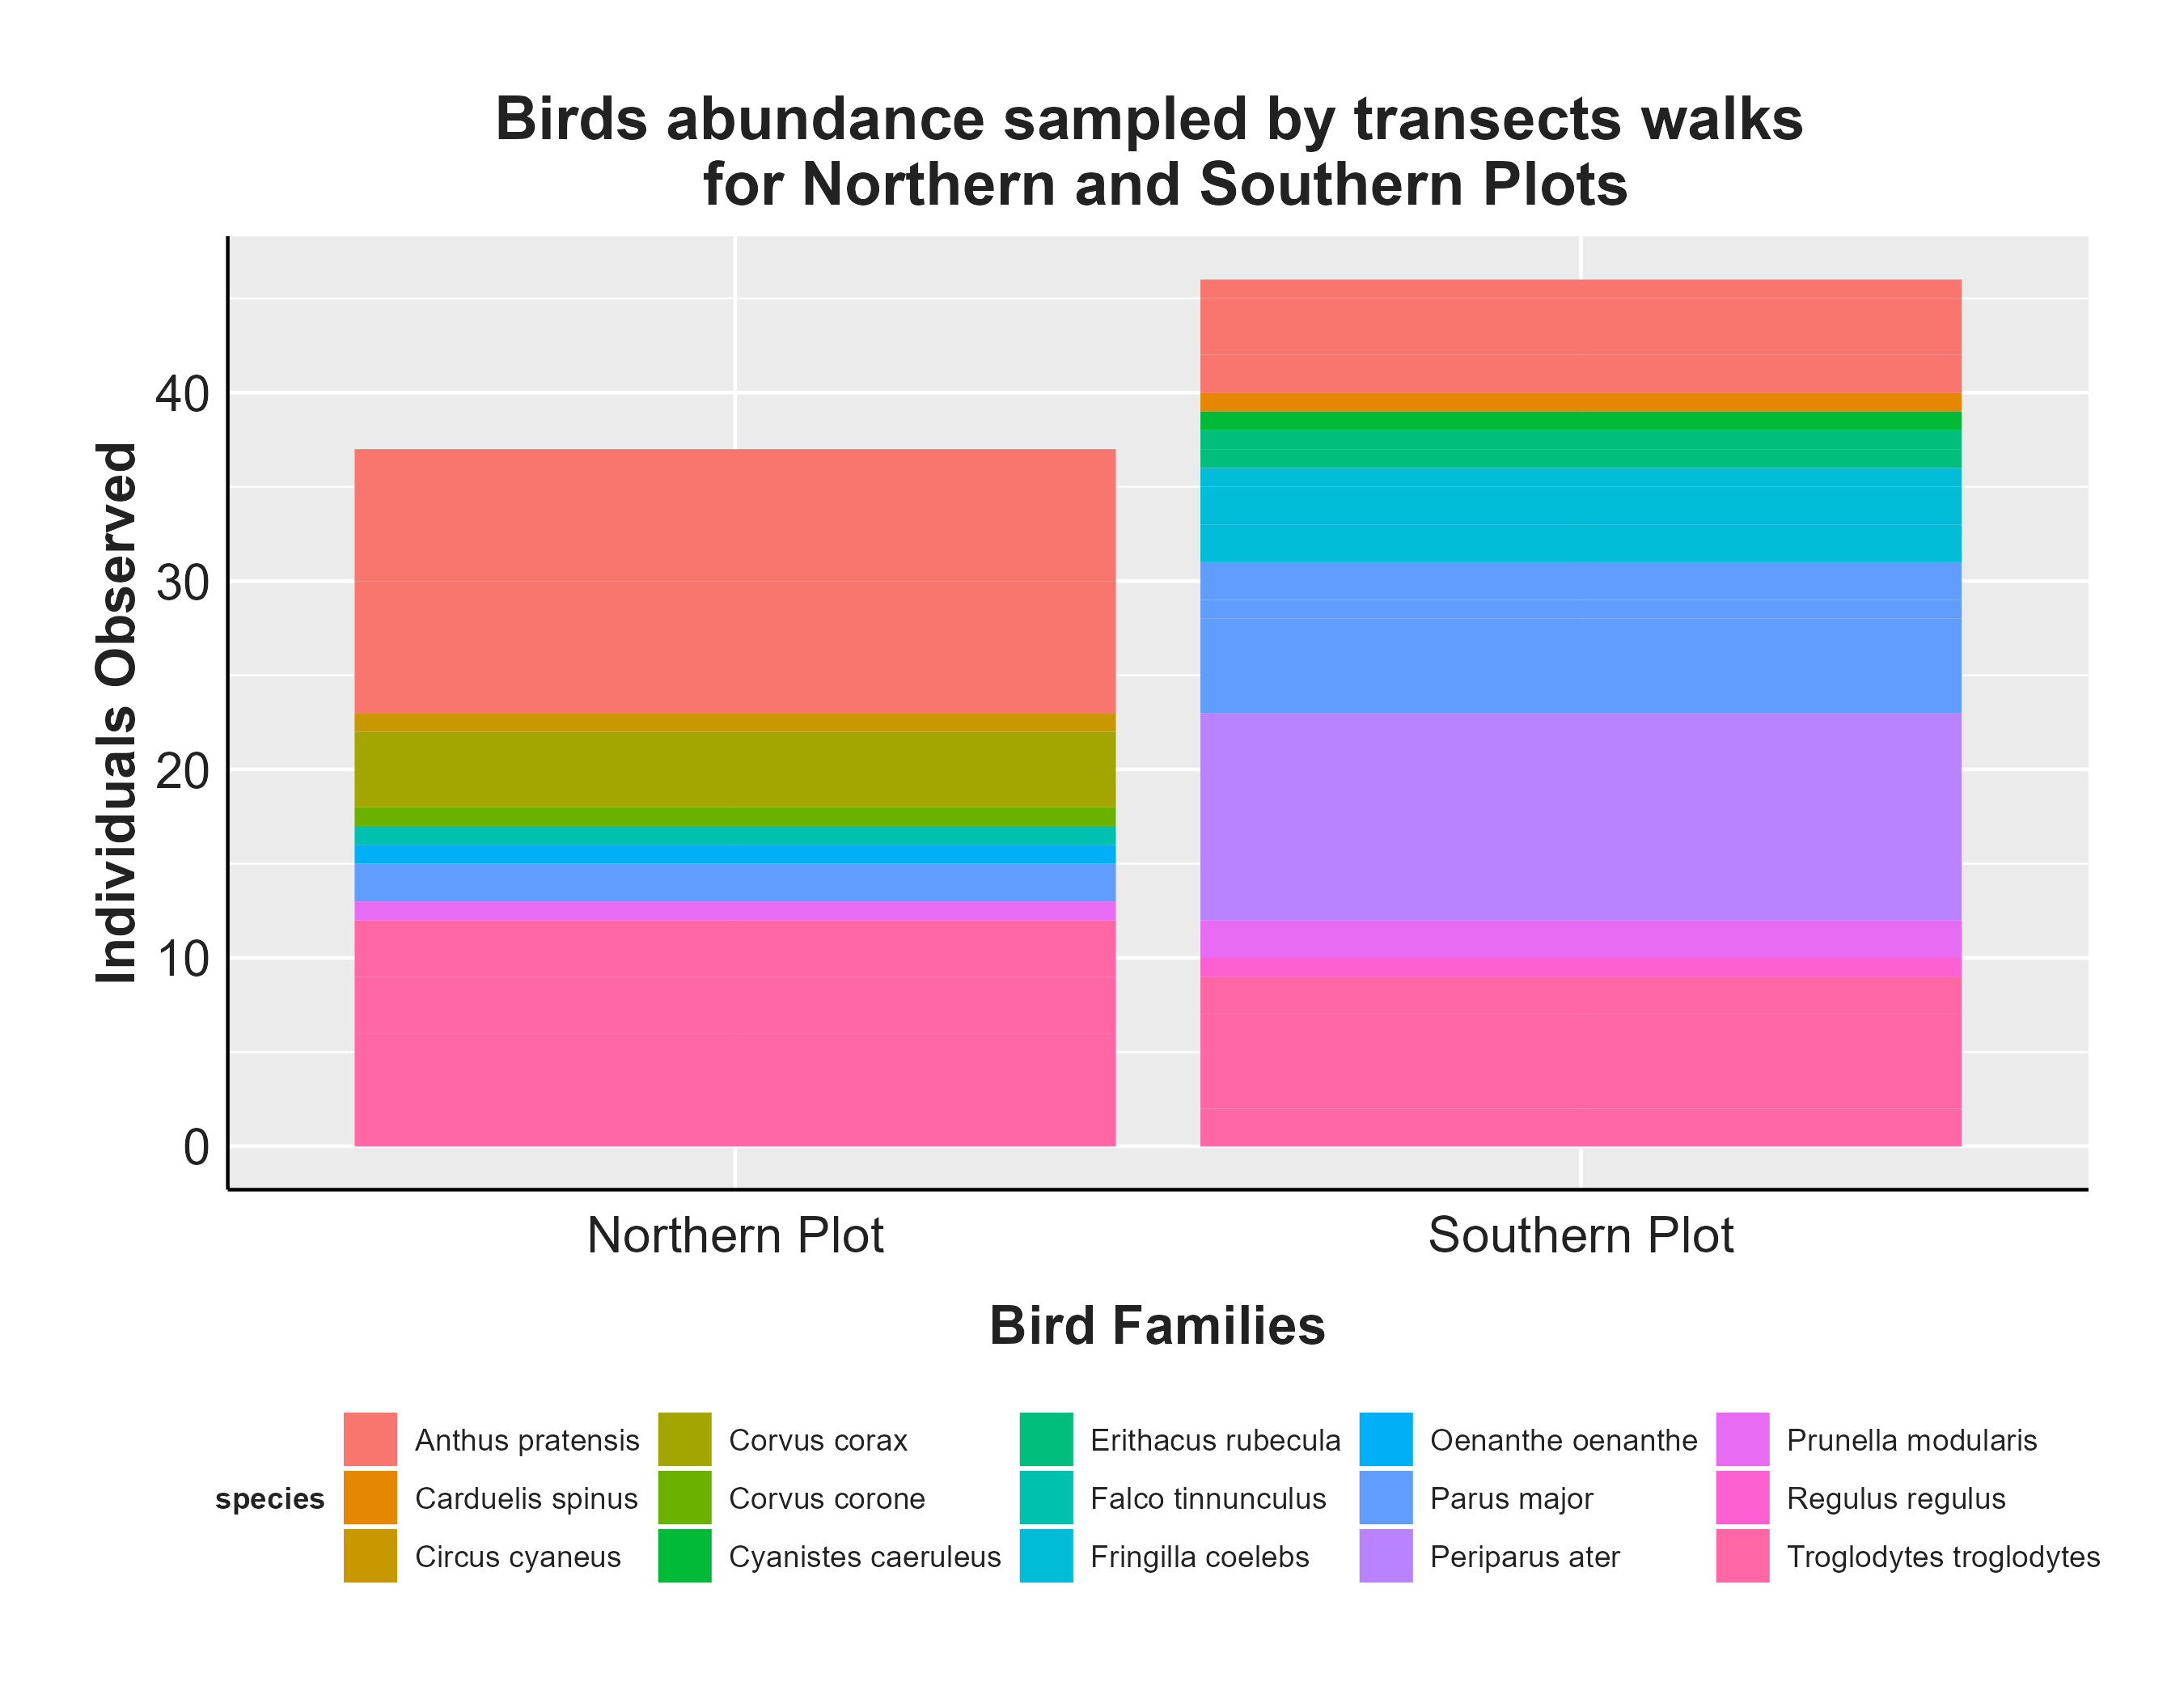 Birds abundance sampled by transects walks
for Northern and Southern Plots
Individuals Observed
40
30
20
10
0
Northern Plot
Southern Plot
Bird Families
species
Anthus pratensis
Carduelis spinus
Circus cyaneus
Corvus corax
Corvus corone
Cyanistes caeruleus
Erithacus rubecula
Falco tinnunculus
Fringilla coelebs
Oenanthe oenanthe
Parus major
Periparus ater
Prunella modularis
Regulus regulus
Troglodytes troglodytes